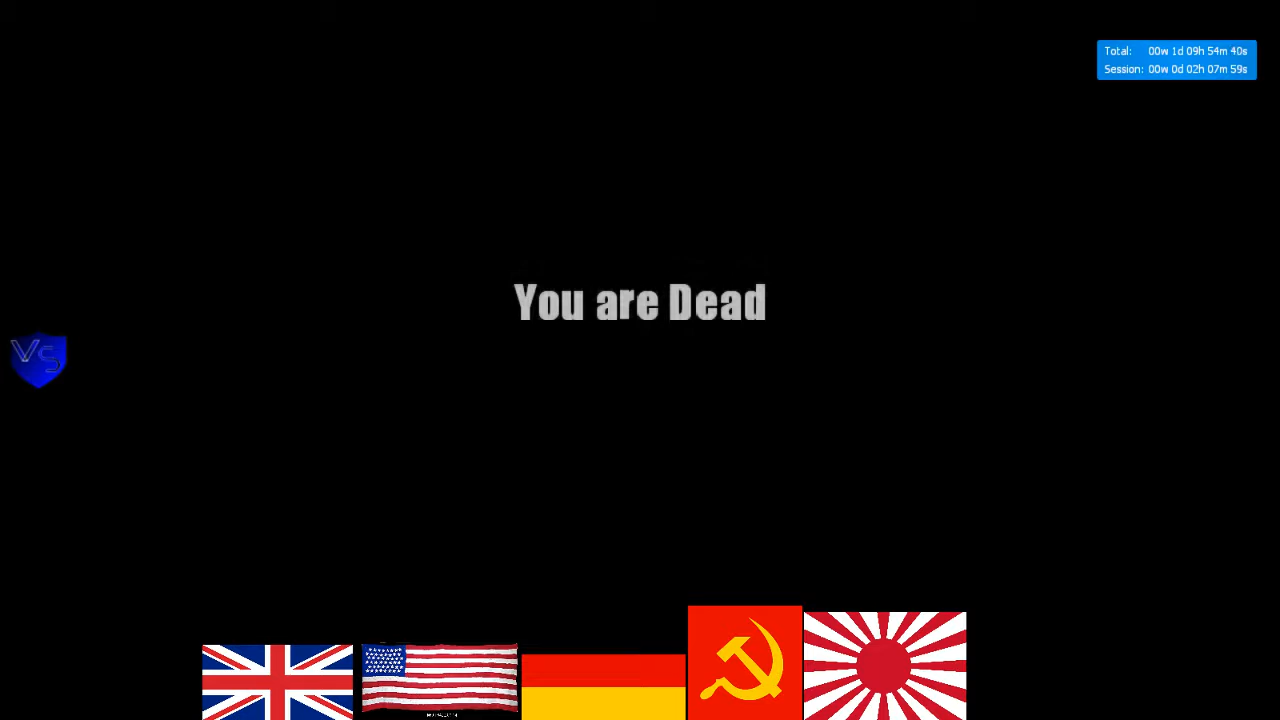 Total: 00w 1d 09h 54m 40s
Session: 00w 0d 02h 07m 59s
You are Dead
VS